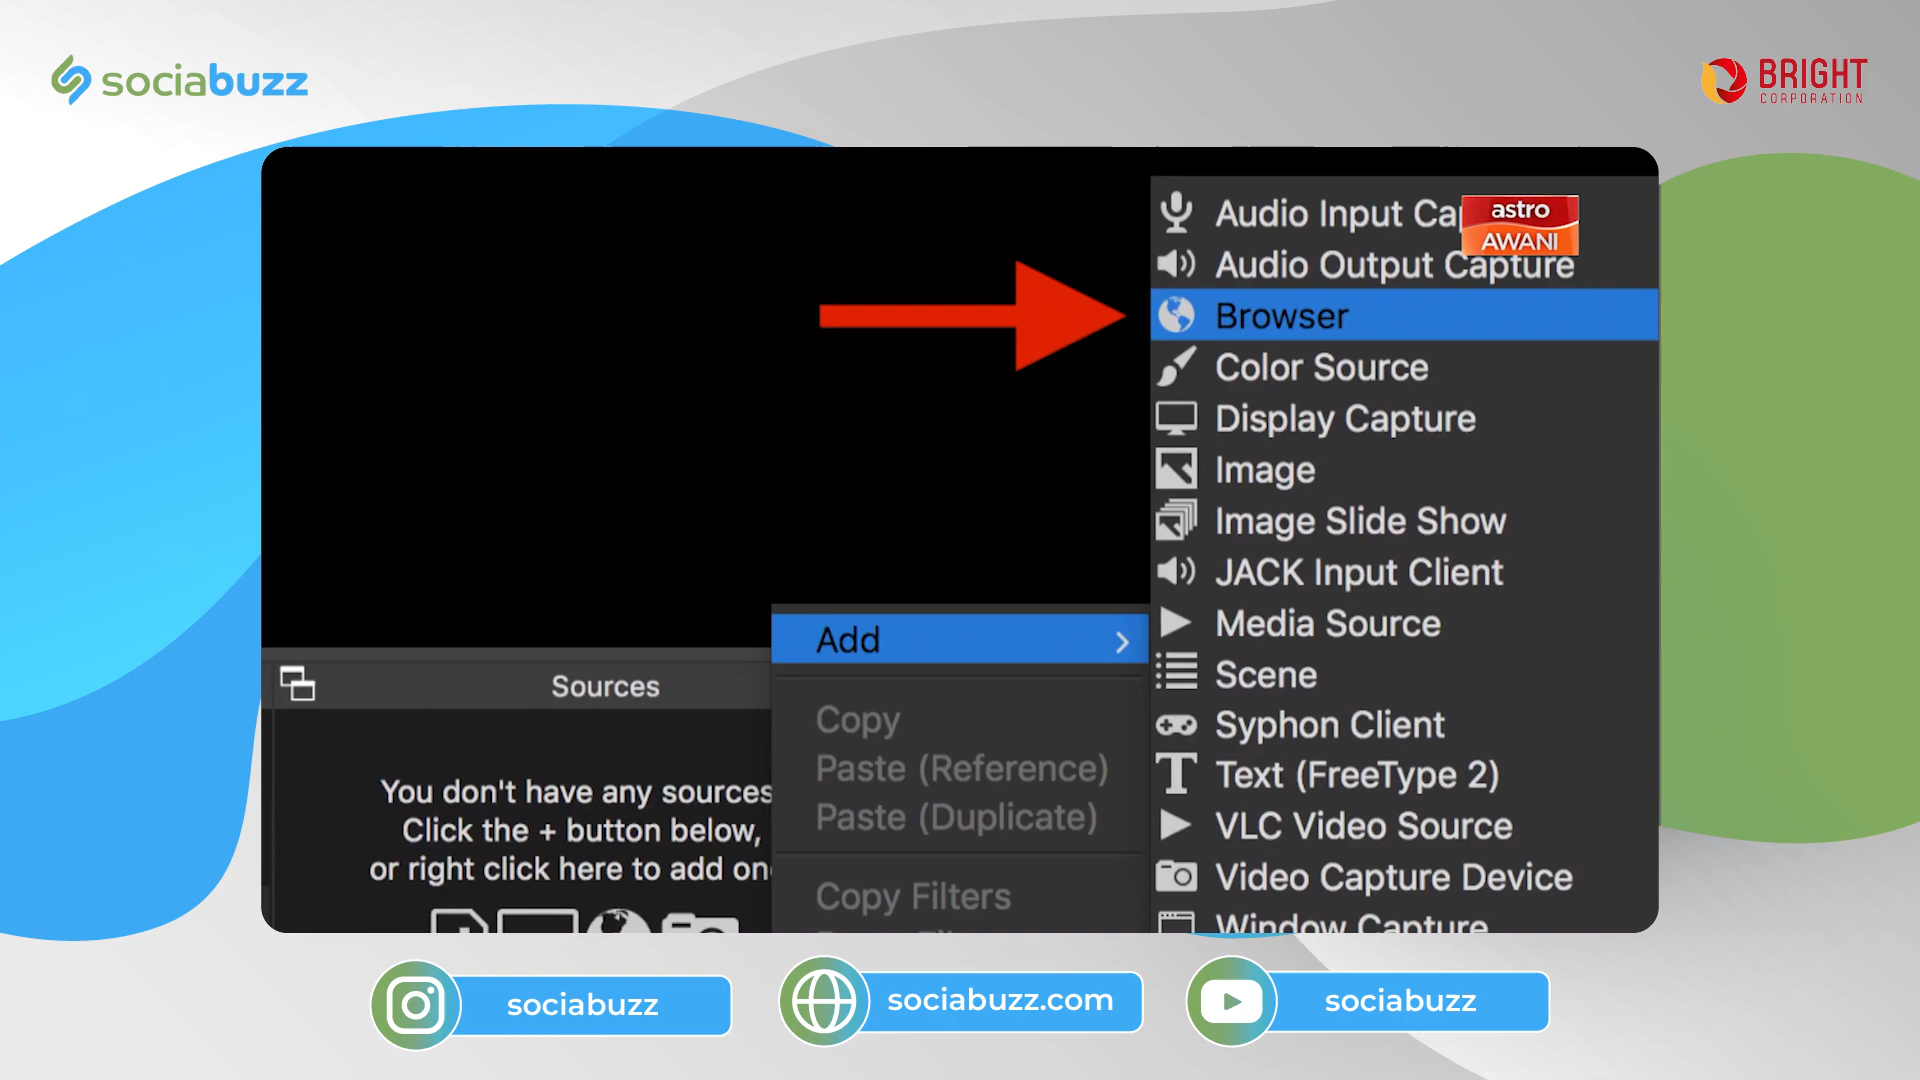 sociabuzz
BRIGHT
CORPORATION
astro
AWANI
Audio Input Cap
Audio Output Capture
Browser
Color Source
Display Capture
Image
Image Slide Show
JACK Input Client
Media Source
Scene
Syphon Client
Text (FreeType 2)
VLC Video Source
Video Capture Device
Window Capture
Add
Copy
Paste (Reference)
Paste (Duplicate)
Copy Filters
Sources
You don't have any sources
Click the + button below,
or right click here to add one
sociabuzz
sociabuzz.com
sociabuzz